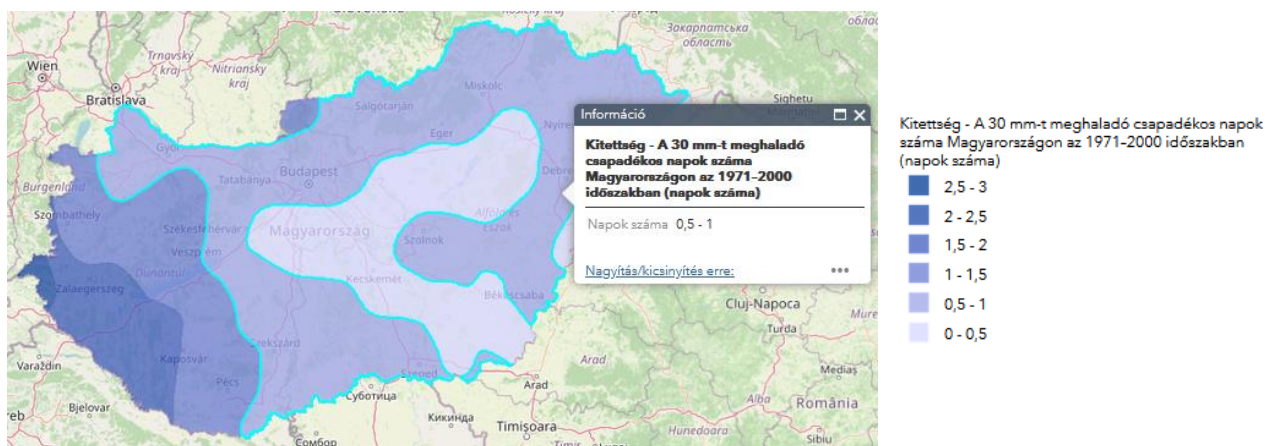 Закарпатська
область
Trnavský
kraj
Nitriansky
kraj
Wien
Bratislava
Salgótarján
Miskolc
Sighetu
Győr
Eger
Tatabánya
Budapest
Burgenland
Szombathely
Székesfehérvár
Veszprém
Magyarország
Alföld és
Észak
Szolnok
Dunántúl
Zalaegerszeg
Kecskemét
Békéscsaba
Cluj-Napoca
Turda
Kaposvár
Szekszárd
Pécs
Szeged
Arad
Arad
Mediaș
Varaždin
Bjelovar
Суботица
Кикинда
Timișoara
Сомбор
Hunedoara
Alba
România
Sibiu
Információ
Kitettség - A 30 mm-t meghaladó
csapadékos napok száma
Magyarországon az 1971-2000
időszakban (napok száma)
Napok száma 0,5 - 1
Nagyítás/kicsinyítés erre:
•••
Kitettség - A 30 mm-t meghaladó csapadékos napok
száma Magyarországon az 1971-2000 időszakban
(napok száma)
2,5 - 3
2 - 2,5
1,5 - 2
1 - 1,5
0,5 - 1
0 - 0,5